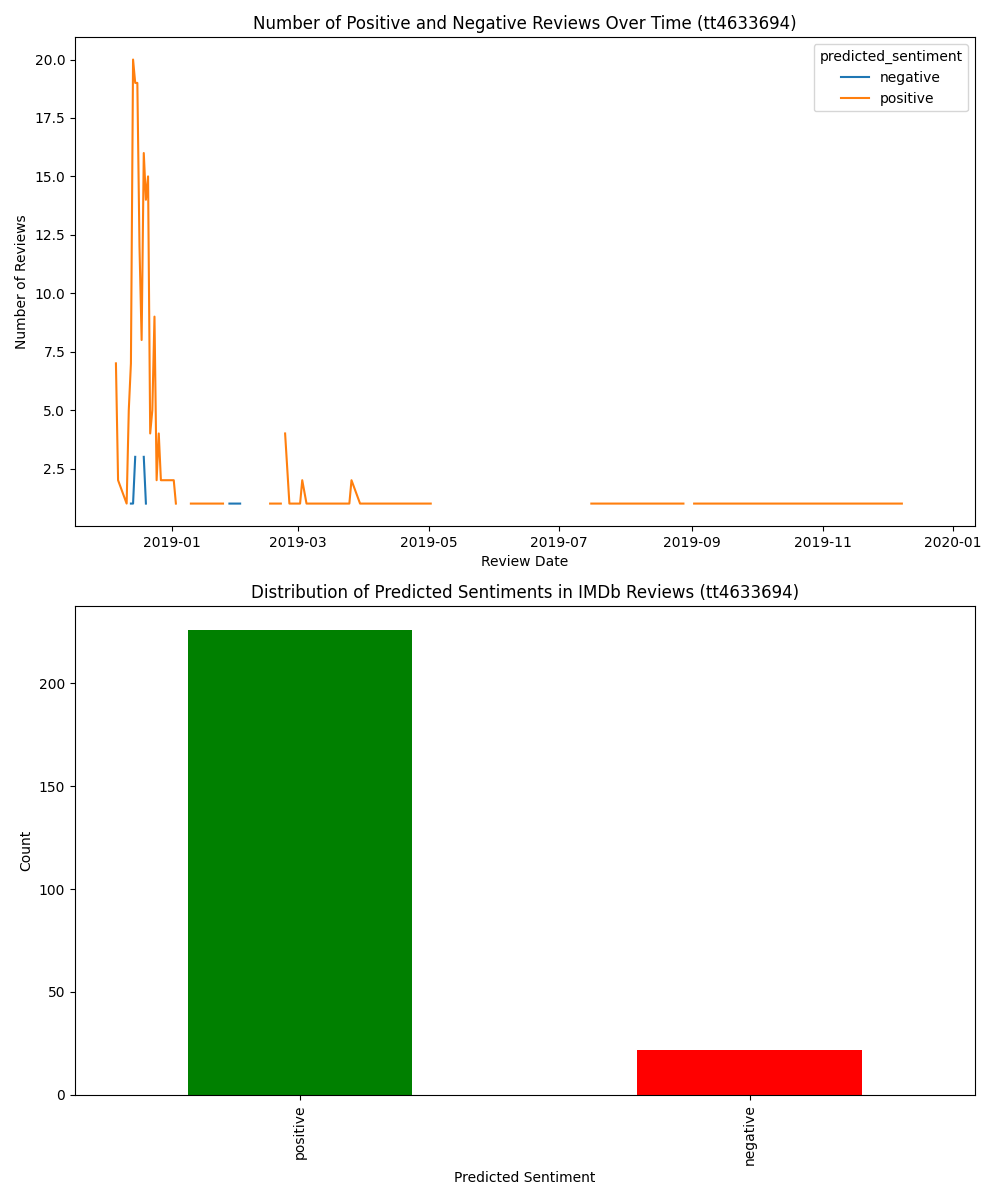 Number of Positive and Negative Reviews Over Time (tt4633694)
predicted_sentiment
negative
positive
20.0
17.5
15.0
12.5
10.0
7.5
5.0
2.5
Number of Reviews
2019-01 2019-03 2019-05 2019-07 2019-09 2019-11 2020-01
Review Date
Distribution of Predicted Sentiments in IMDb Reviews (tt4633694)
200
150
100
50
0
Count
positive negative
Predicted Sentiment